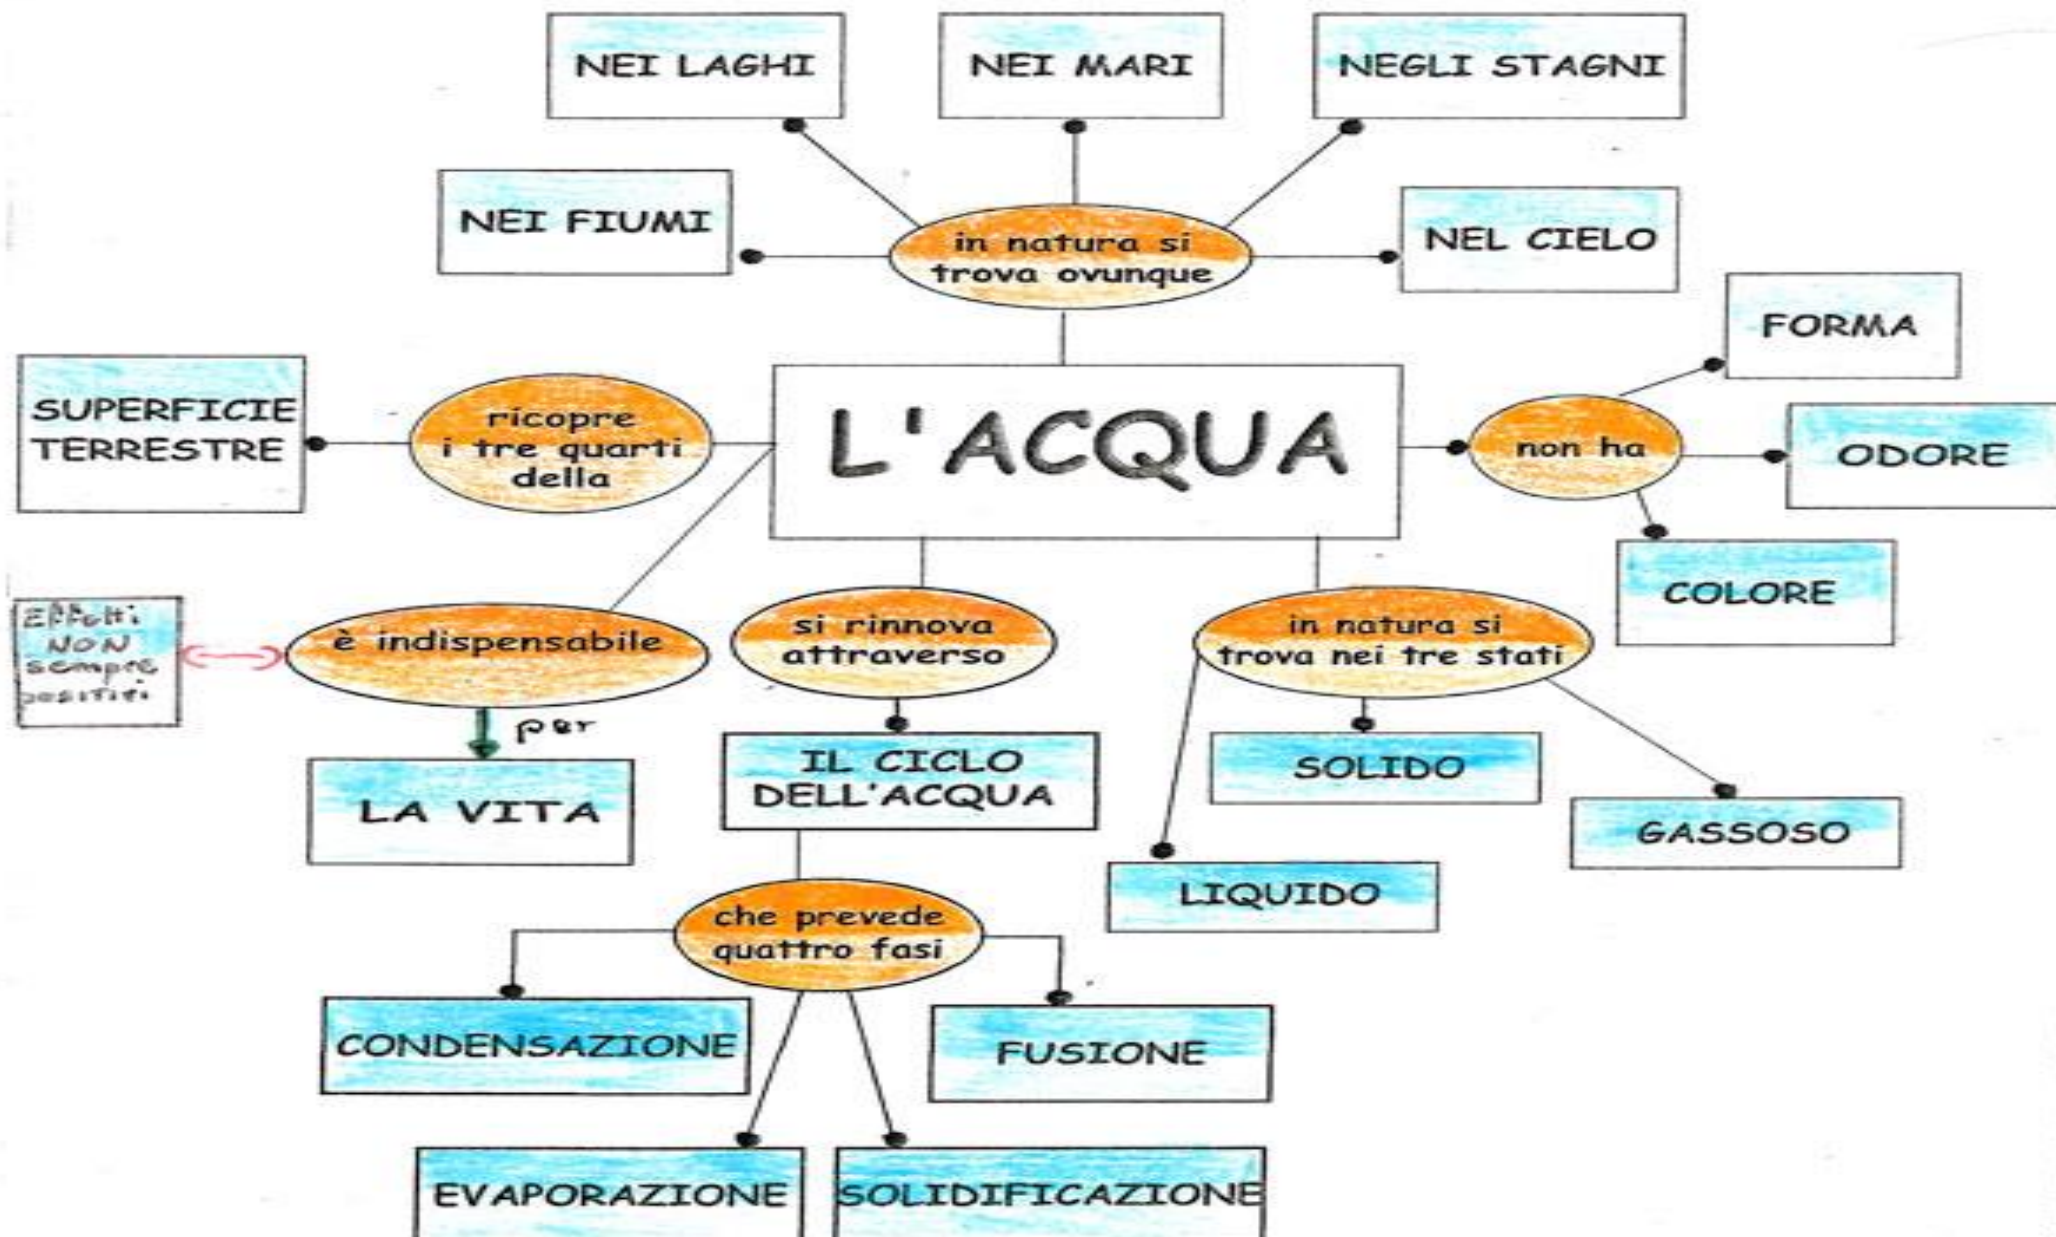 NEI LAGHI
NEI MARI
NEGLI STAGNI
NEI FIUMI
in natura si
trova ovunque
NEL CIELO
FORMA
SUPERFICIE
TERRESTRE
ricopre
i tre quarti
della
L'ACQUA
non ha
ODORE
COLORE
Effetti
NON
sempre
positivi
è indispensabile
si rinnova
attraverso
in natura si
trova nei tre stati
per
LA VITA
IL CICLO
DELL'ACQUA
SOLIDO
GASSOSO
LIQUIDO
che prevede
quattro fasi
CONDENSAZIONE
FUSIONE
EVAPORAZIONE
SOLIDIFICAZIONE